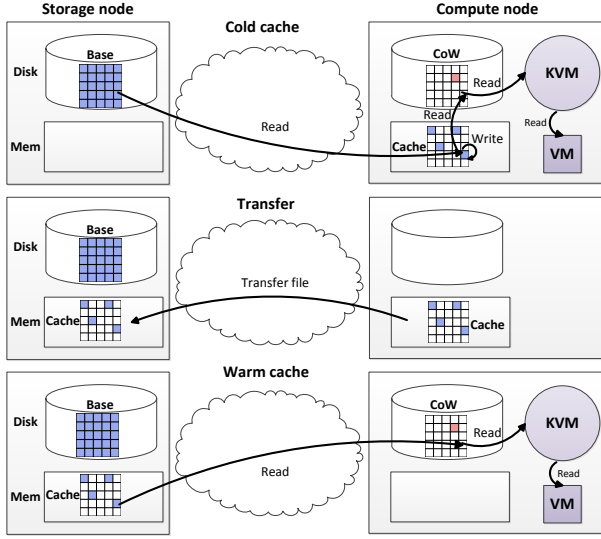 Storage node
Cold cache
Compute node
Base
CoW
Disk
Read
KVM
Read
Read
Read
Mem
Cache
Write
VM
Transfer
Base
Disk
Transfer file
Mem
Cache
Cache
Warm cache
Base
CoW
Disk
Read
KVM
Read
Read
Mem
Cache
VM